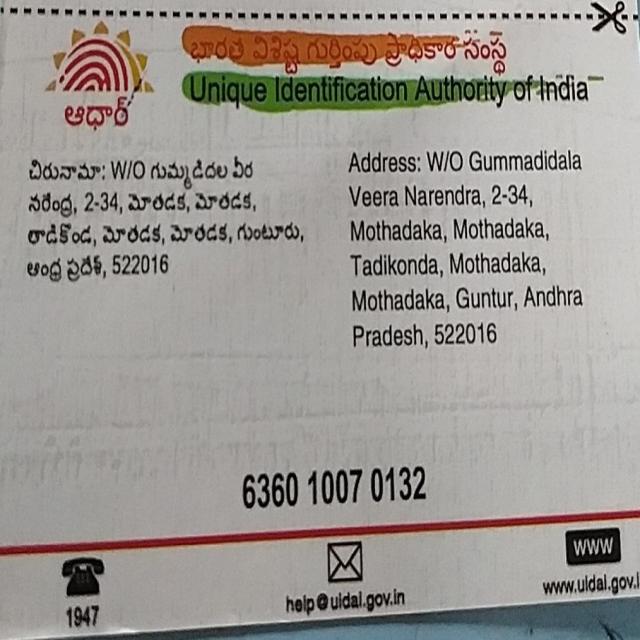 భారత విశిష్ట గుర్తింపు ప్రాధికార సంస్థ
Unique Identification Authority of India
ఆధార్
చిరునామా: W/O గుమ్మడిదల వీర
నరేంద్ర, 2-34, మోతడక, మోతడక,
తాడికొండ, మోతడక, మోతడక, గుంటూరు,
ఆంధ్ర ప్రదేశ్, 522016
Address: W/O Gummadidala
Veera Narendra, 2-34,
Mothadaka, Mothadaka,
Tadikonda, Mothadaka,
Mothadaka, Guntur, Andhra
Pradesh, 522016
6360 1007 0132
1947
help@uidai.gov.in
WWW
www.uidai.gov.i